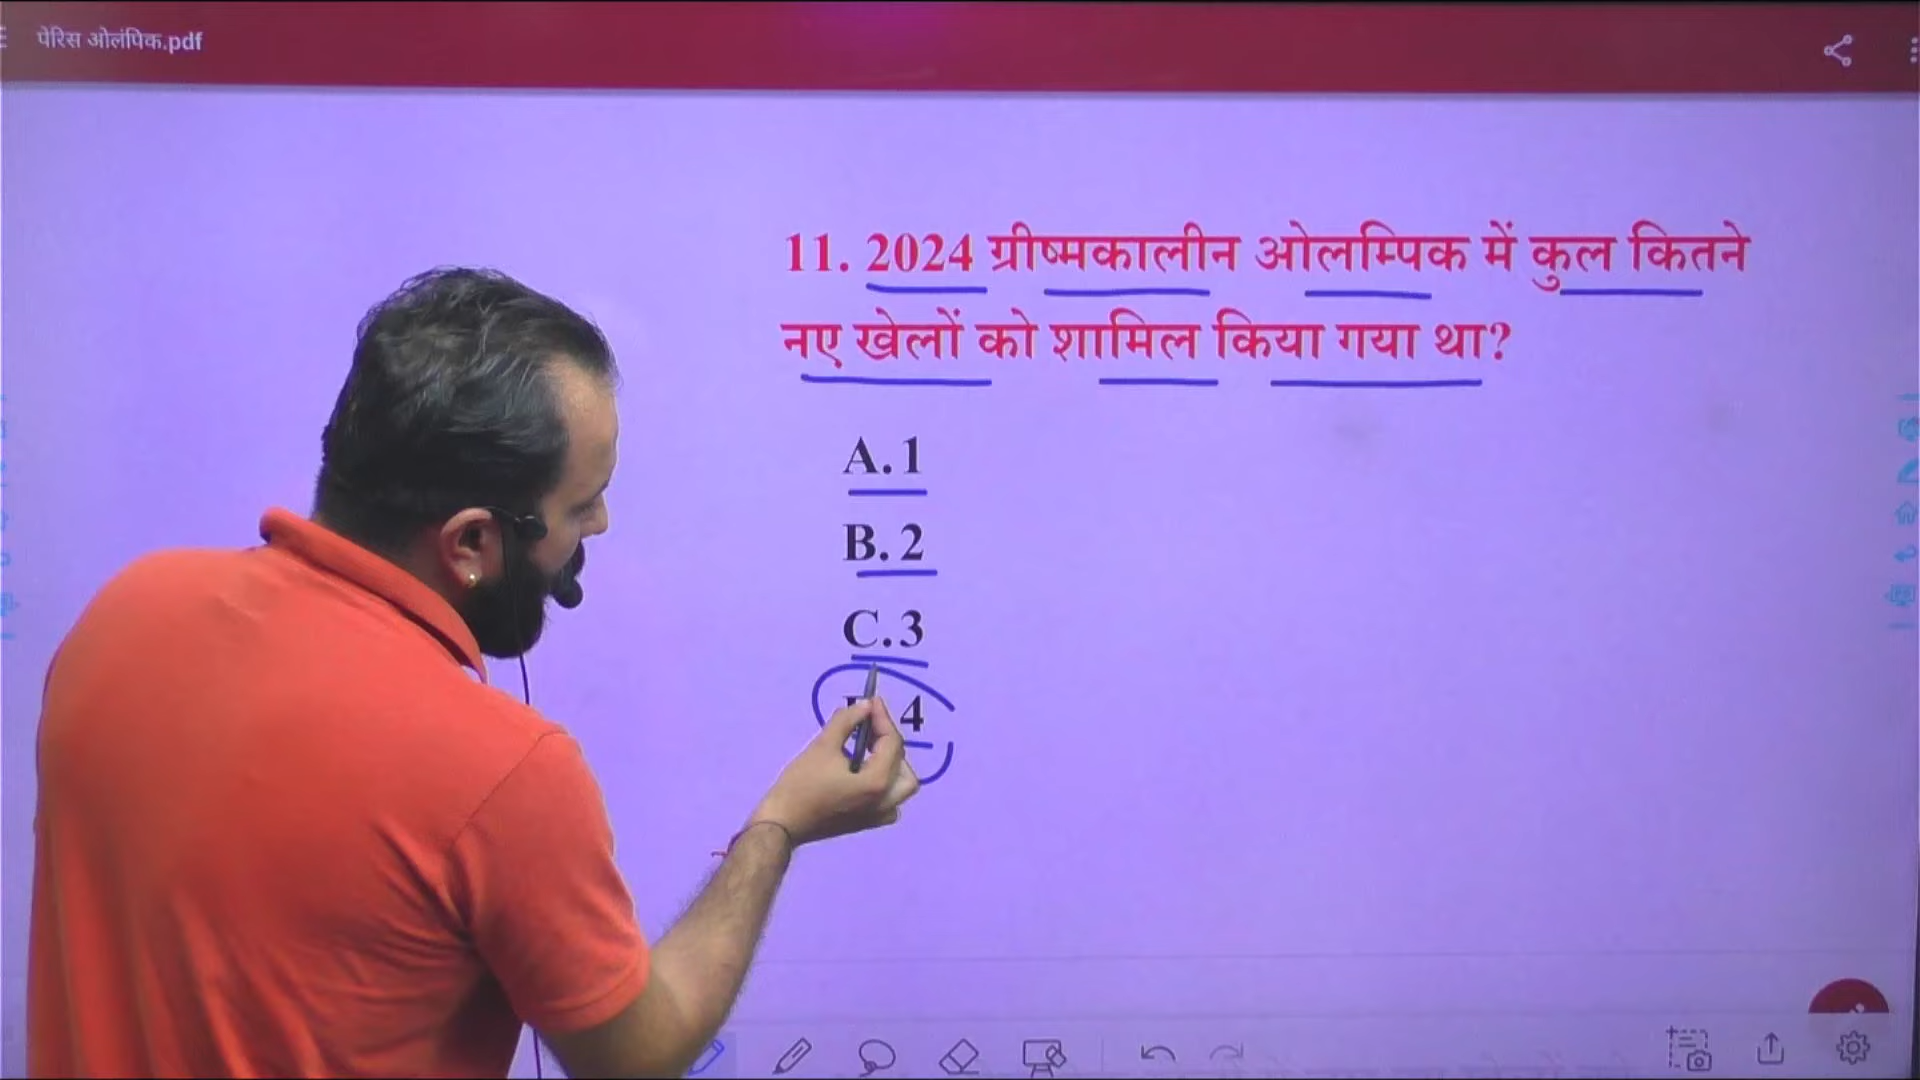 पेरिस ओलंपिक.pdf
11. 2024 ग्रीष्मकालीन ओलम्पिक में कुल कितने
नए खेलों को शामिल किया गया था?
A. 1
B. 2
C. 3
4